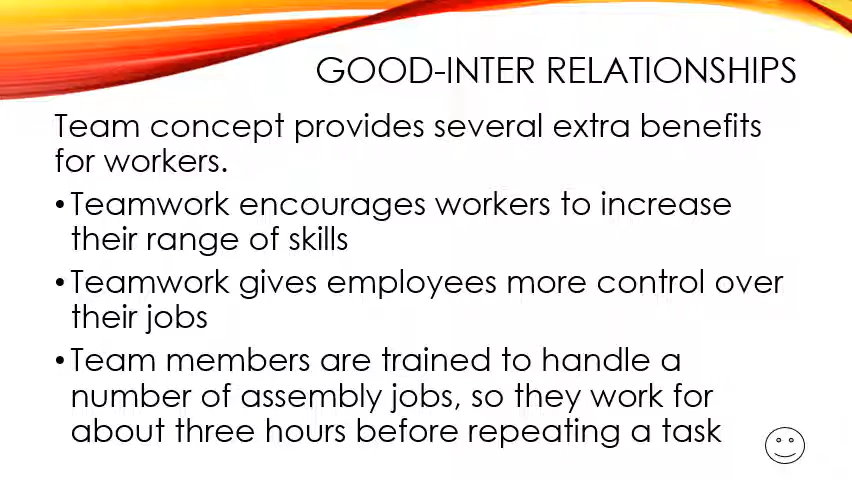 GOOD-INTER RELATIONSHIPS
Team concept provides several extra benefits
for workers.
•Teamwork encourages workers to increase
their range of skills
•Teamwork gives employees more control over
their jobs
•Team members are trained to handle a
number of assembly jobs, so they work for
about three hours before repeating a task